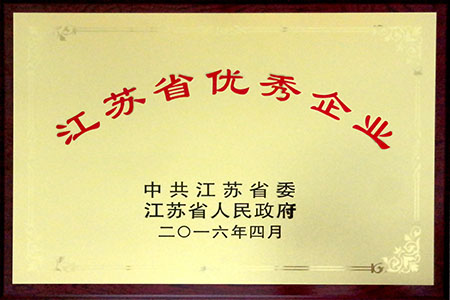 江苏省优秀企业
中共江苏省委
江苏省人民政府
二〇一六年四月